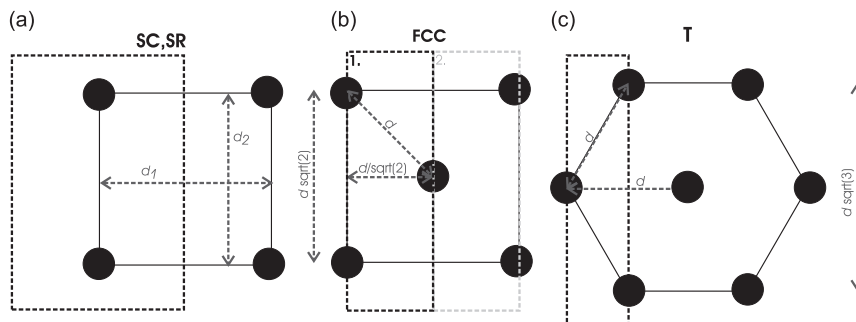 (a)
SC,SR
d1
d2
(b)
FCC
1.
2.
d
d/sqrt(2)
d sqrt(2)
(c)
T
d
d
d sqrt(3)